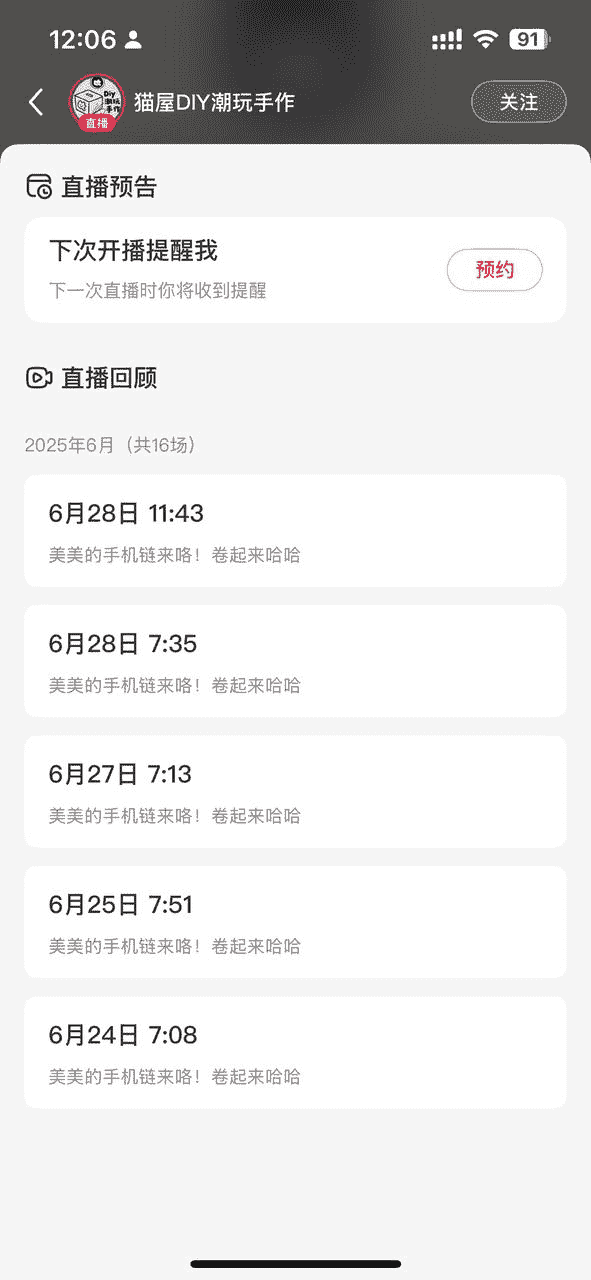 12:06
91
Diy
潮玩
手作
直播
猫屋DIY潮玩手作
关注
直播预告
下次开播提醒我
下一次直播时你将收到提醒
预约
直播回顾
2025年6月（共16场）
6月28日 11:43
美美的手机链来咯！卷起来哈哈
6月28日 7:35
美美的手机链来咯！卷起来哈哈
6月27日 7:13
美美的手机链来咯！卷起来哈哈
6月25日 7:51
美美的手机链来咯！卷起来哈哈
6月24日 7:08
美美的手机链来咯！卷起来哈哈